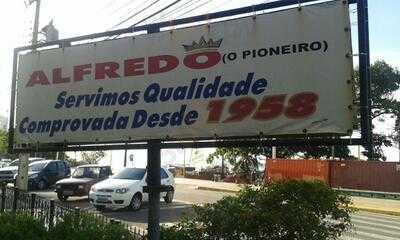 ALFREDO (O PIONEIRO)
Servimos Qualidade
Comprovada Desde 1958